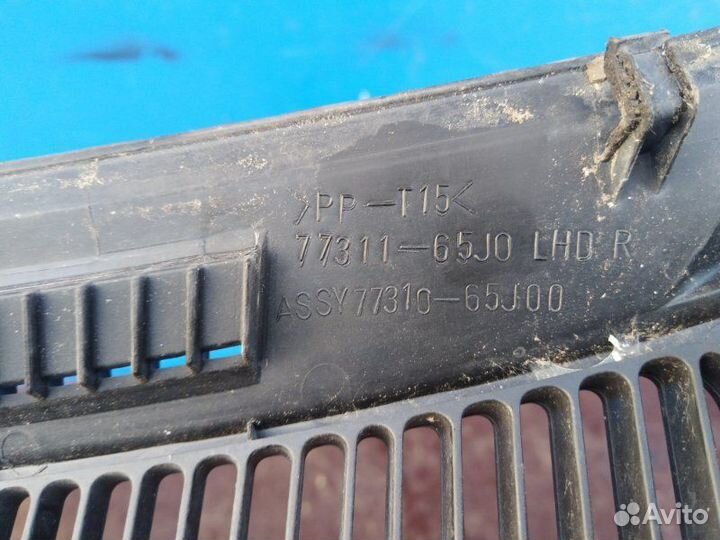 >PP-T15<
77311-65J0 LHD R
ASSY77310-65J00
Avito